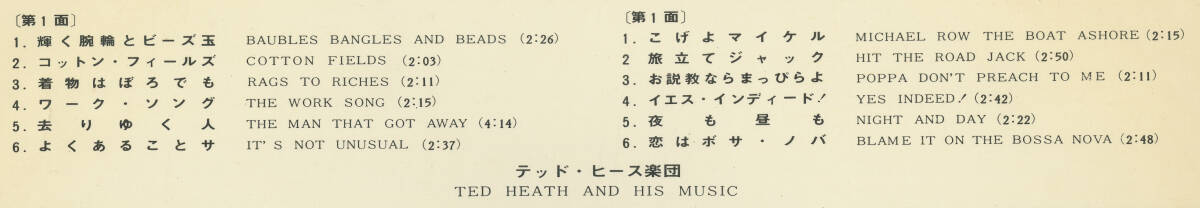 〔第1面〕
1. 輝く腕輪とビーズ玉 BAUBLES BANGLES AND BEADS (2:26)
2. コットン・フィールズ COTTON FIELDS (2:03)
3. 着物はぼろでも RAGS TO RICHES (2:11)
4. ワーク・ソング THE WORK SONG (2:15)
5. 去りゆく人 THE MAN THAT GOT AWAY (4:14)
6. よくあることサ IT'S NOT UNUSUAL (2:37)
〔第1面〕
1. こげよマイケル MICHAEL ROW THE BOAT ASHORE (2:15)
2 旅立てジャック HIT THE ROAD JACK (2:50)
3. お説教ならまっぴらよ POPPA DON'T PREACH TO ME (2:11)
4. イエス・インディード! YES INDEED! (2:42)
5. 夜も昼も NIGHT AND DAY (2:22)
6. 恋はボサ・ノバ BLAME IT ON THE BOSSA NOVA (2:48)
テッド・ヒース楽団
TED HEATH AND HIS MUSIC